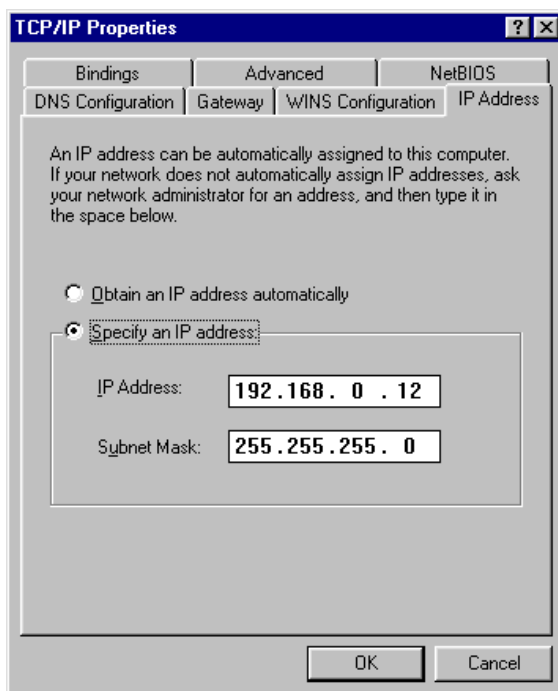 TCP/IP Properties
? X
Bindings Advanced NetBIOS
DNS Configuration Gateway WINS Configuration IP Address
An IP address can be automatically assigned to this computer.
If your network does not automatically assign IP addresses, ask
your network administrator for an address, and then type it in
the space below.
Obtain an IP address automatically
Specify an IP address:
IP Address: 192.168. 0 .12
Subnet Mask: 255.255.255. 0
OK Cancel